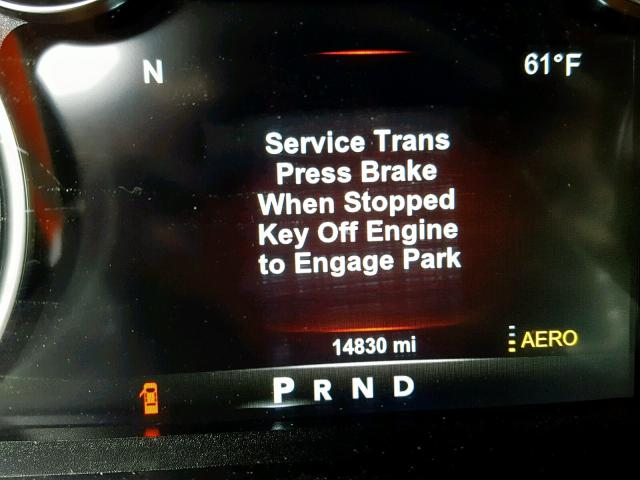 N
61°F
Service Trans
Press Brake
When Stopped
Key Off Engine
to Engage Park
14830 mi
AERO
P R N D